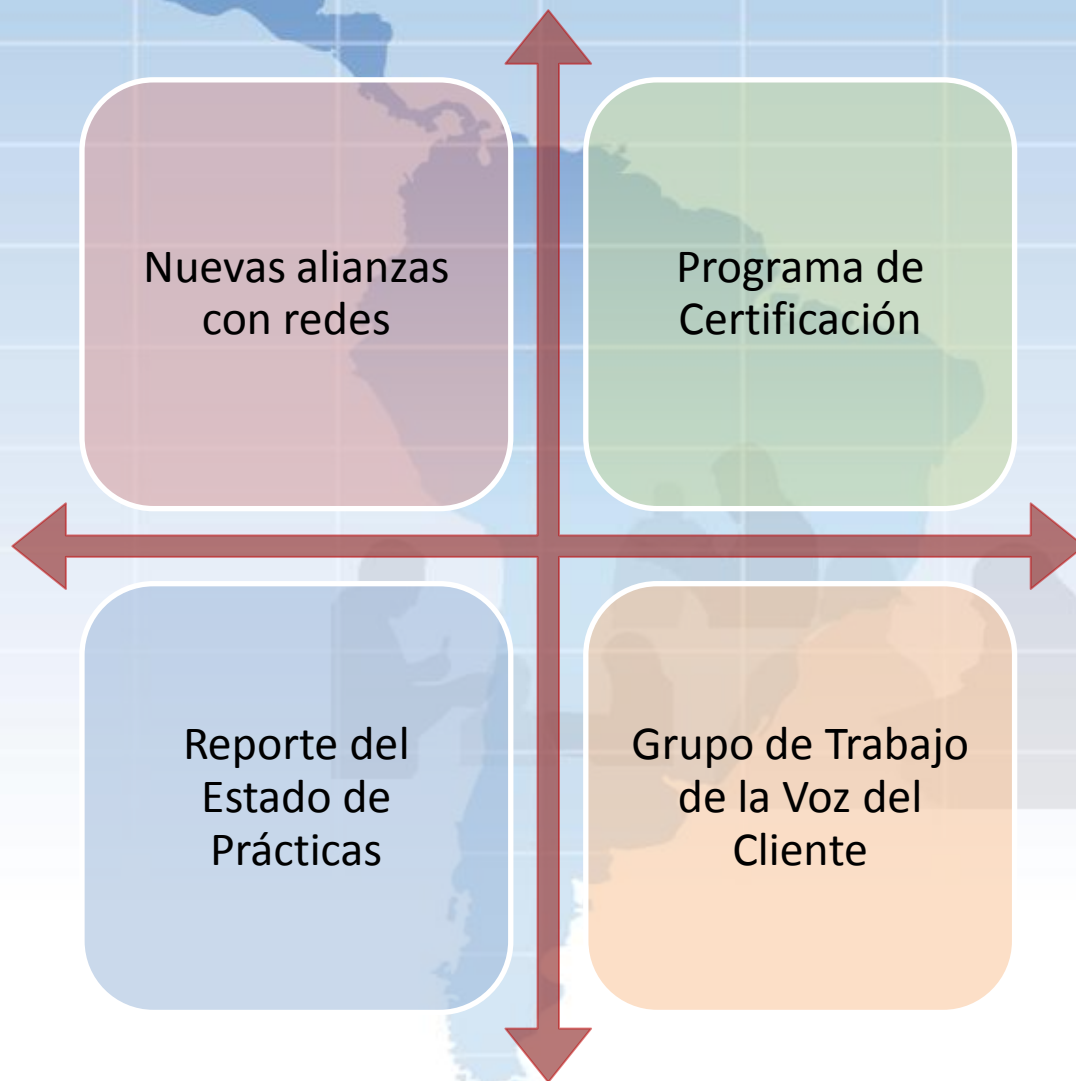 Nuevas alianzas
con redes
Programa de
Certificación
Reporte del
Estado de
Prácticas
Grupo de Trabajo
de la Voz del
Cliente